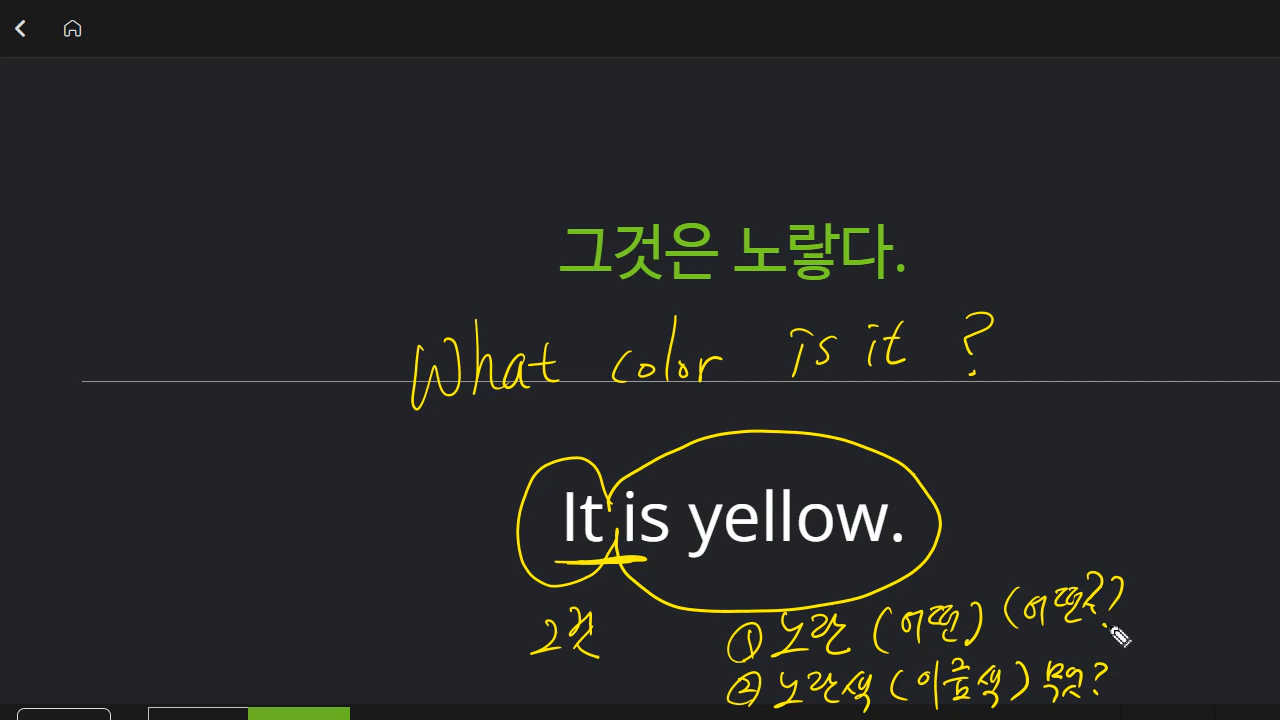 그것은 노랗다.
What color is it ?
It is yellow.
그것
① 노란 (어떤) (어떤?)
② 노란색 (이름색) 무엇?